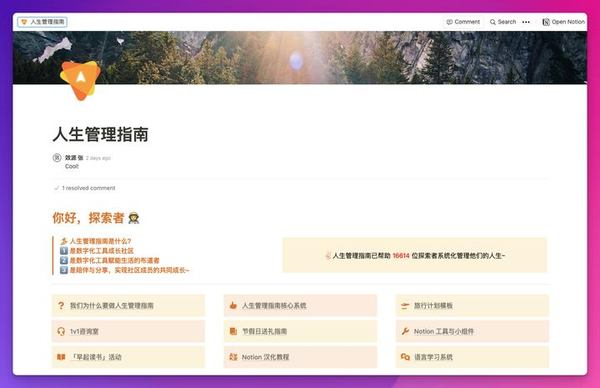 人生管理指南
Comment
Search
Open Notion
人生管理指南
效源 张 2 days ago
Cool!
1 resolved comment
你好，探索者
人生管理指南是什么？
1 是数字化工具成长社区
2 是数字化工具赋能生活的布道者
3 是陪伴与分享，实现社区成员的共同成长~
人生管理指南已帮助 16614 位探索者系统化管理他们的人生~
我们为什么要做人生管理指南
人生管理指南核心系统
旅行计划模板
1v1咨询室
节假日送礼指南
Notion 工具与小组件
「早起读书」活动
Notion 汉化教程
语言学习系统